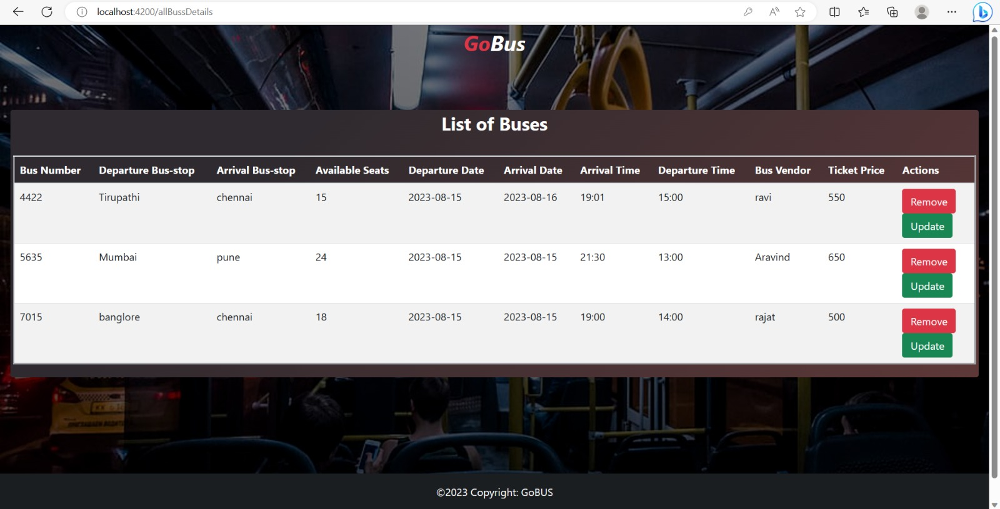 localhost:4200/allBussDetails
GoBus
List of Buses
Bus Number Departure Bus-stop Arrival Bus-stop Available Seats Departure Date Arrival Date Arrival Time Departure Time Bus Vendor Ticket Price Actions
4422 Tirupathi chennai 15 2023-08-15 2023-08-16 19:01 15:00 ravi 550 Remove
Update
5635 Mumbai pune 24 2023-08-15 2023-08-15 21:30 13:00 Aravind 650 Remove
Update
7015 banglore chennai 18 2023-08-15 2023-08-15 19:00 14:00 rajat 500 Remove
Update
©2023 Copyright: GoBUS